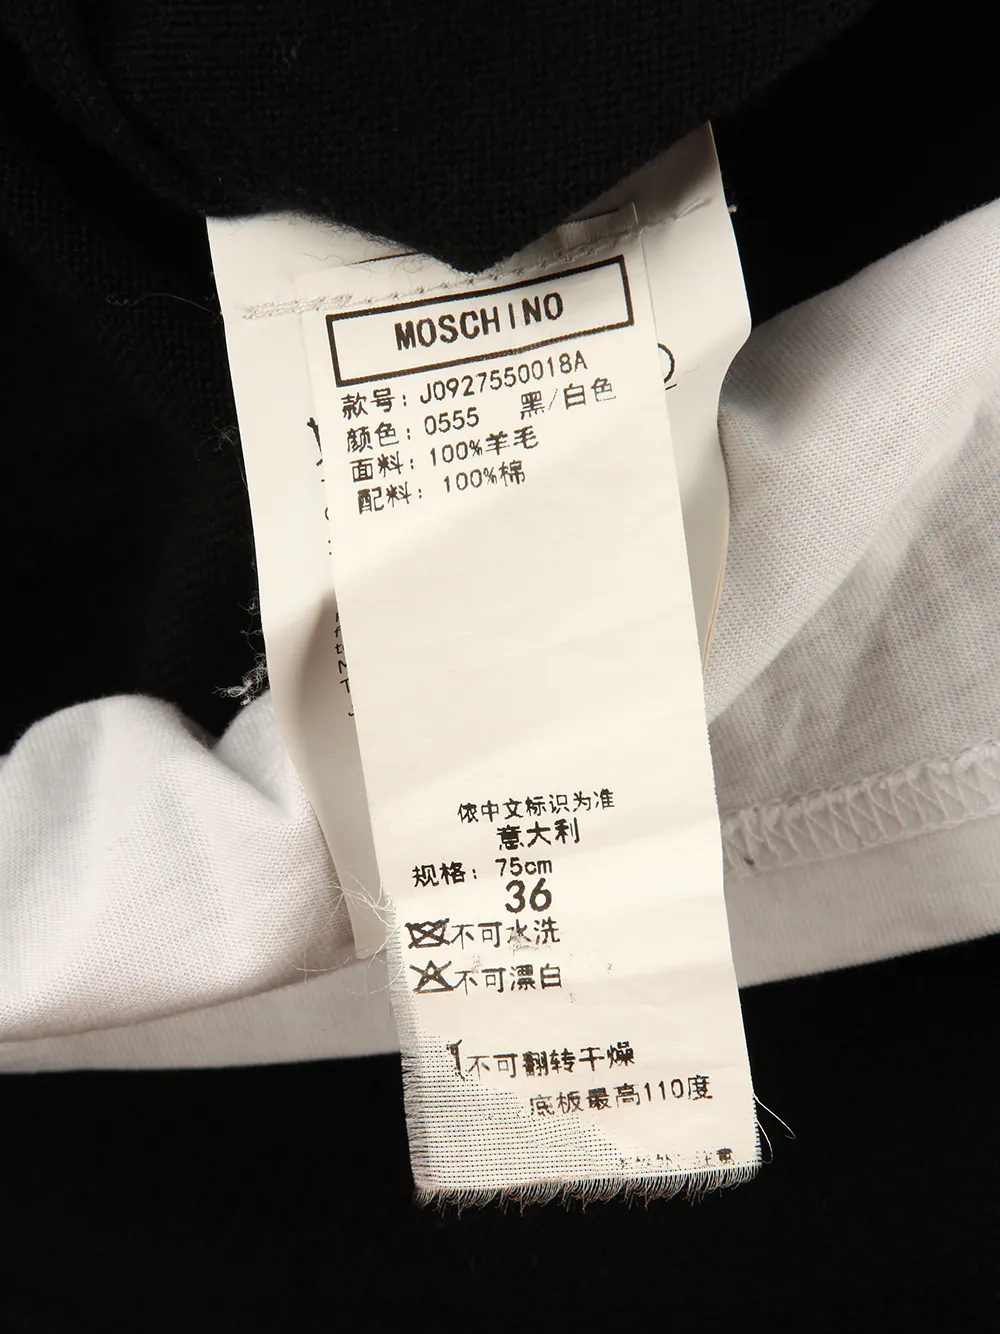 MOSCHINO
款号: J0927550018A
颜色: 0555 黑/白色
面料: 100%羊毛
配料: 100%棉
依中文标识为准
意大利
规格: 75cm
36
不可水洗
不可漂白
不可翻转干燥
底板最高110度
注意